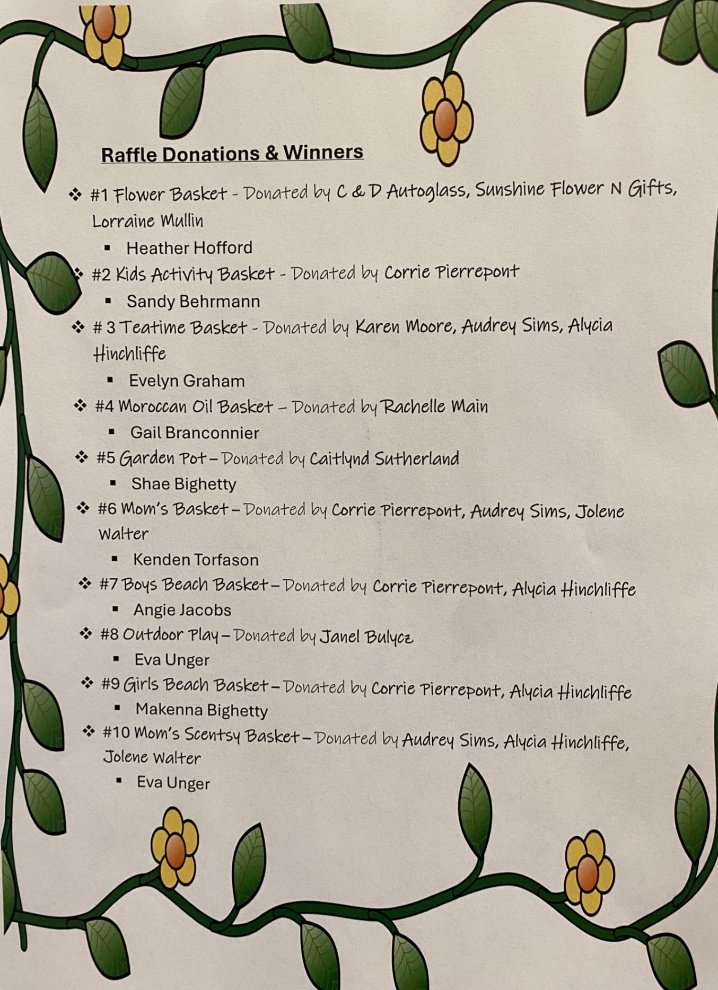 Raffle Donations & Winners
❖ #1 Flower Basket - Donated by C & D Autoglass, Sunshine Flower N Gifts,
Lorraine Mullin
▪ Heather Hofford
❖ #2 Kids Activity Basket - Donated by Corrie Pierrepont
▪ Sandy Behrmann
❖ # 3 Teatime Basket - Donated by Karen Moore, Audrey Sims, Alycia
Hinchliffe
▪ Evelyn Graham
❖ #4 Moroccan Oil Basket – Donated by Rachelle Main
▪ Gail Branconnier
❖ #5 Garden Pot – Donated by Caitlynd Sutherland
▪ Shae Bighetty
❖ #6 Mom's Basket – Donated by Corrie Pierrepont, Audrey Sims, Jolene
Walter
▪ Kenden Torfason
❖ #7 Boys Beach Basket – Donated by Corrie Pierrepont, Alycia Hinchliffe
▪ Angie Jacobs
❖ #8 Outdoor Play – Donated by Janel Bulycz
▪ Eva Unger
❖ #9 Girls Beach Basket – Donated by Corrie Pierrepont, Alycia Hinchliffe
▪ Makenna Bighetty
❖ #10 Mom's Scentsy Basket – Donated by Audrey Sims, Alycia Hinchliffe,
Jolene Walter
▪ Eva Unger